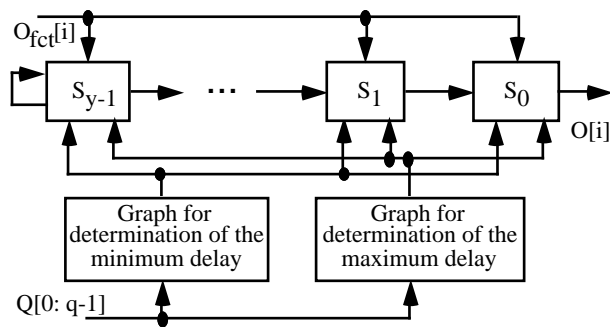 O_fct[i]
S_y-1
...
S_1
S_0
O[i]
Graph for
determination of the
minimum delay
Graph for
determination of the
maximum delay
Q[0: q-1]